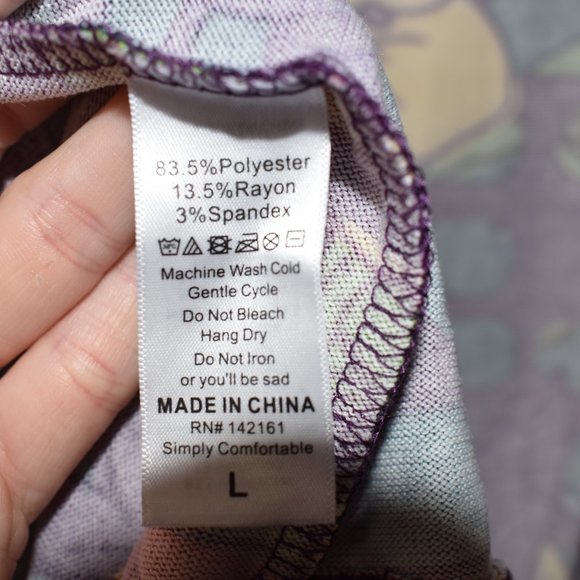 83.5%Polyester
13.5%Rayon
3%Spandex
Machine Wash Cold
Gentle Cycle
Do Not Bleach
Hang Dry
Do Not Iron
or you'll be sad
MADE IN CHINA
RN# 142161
Simply Comfortable
L